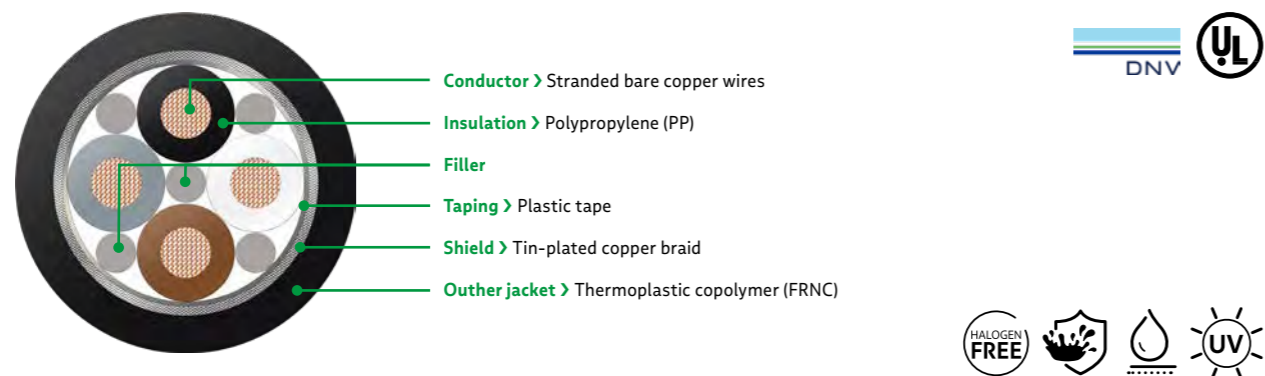 DNV
UL
Conductor › Stranded bare copper wires
Insulation › Polypropylene (PP)
Filler
Taping › Plastic tape
Shield › Tin-plated copper braid
Outher jacket › Thermoplastic copolymer (FRNC)
HALOGEN
FREE
UV